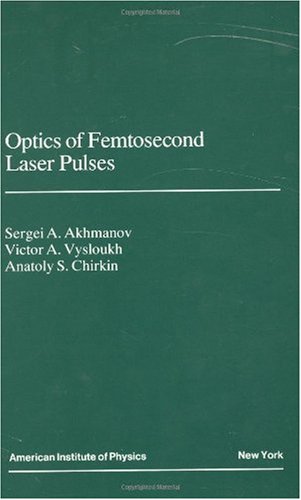 Optics of Femtosecond
Laser Pulses
Sergei A. Akhmanov
Victor A. Vysloukh
Anatoly S. Chirkin
American Institute of Physics
New York